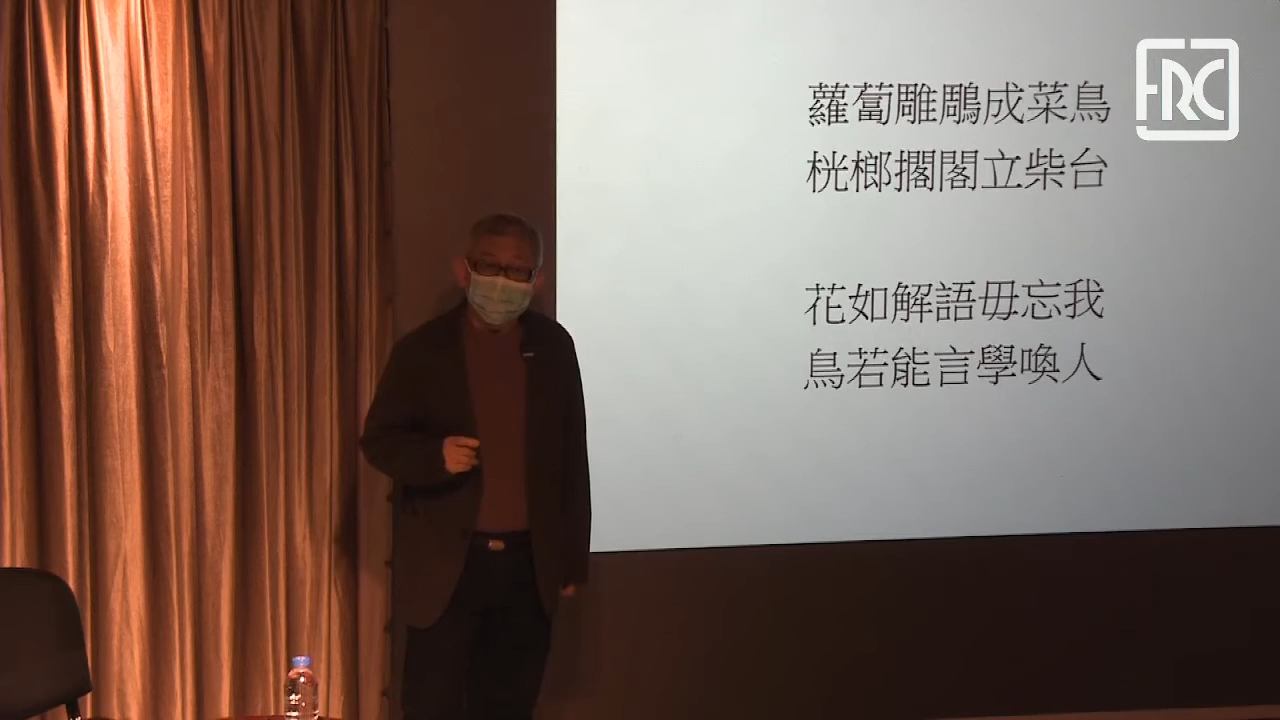 蘿蔔雕鵰成菜鳥
桄榔擱閣立柴台
花如解語毋忘我
鳥若能言學喚人
FRC